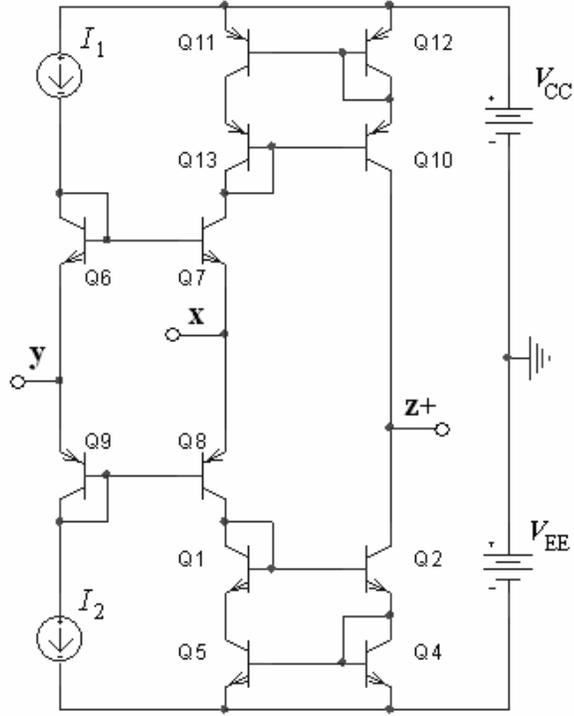 I1
Q11
Q12
VCC
+
-
Q13
Q10
Q6
Q7
x
y
Q9
Q8
z+
Q1
Q2
VEE
+
-
I2
Q5
Q4